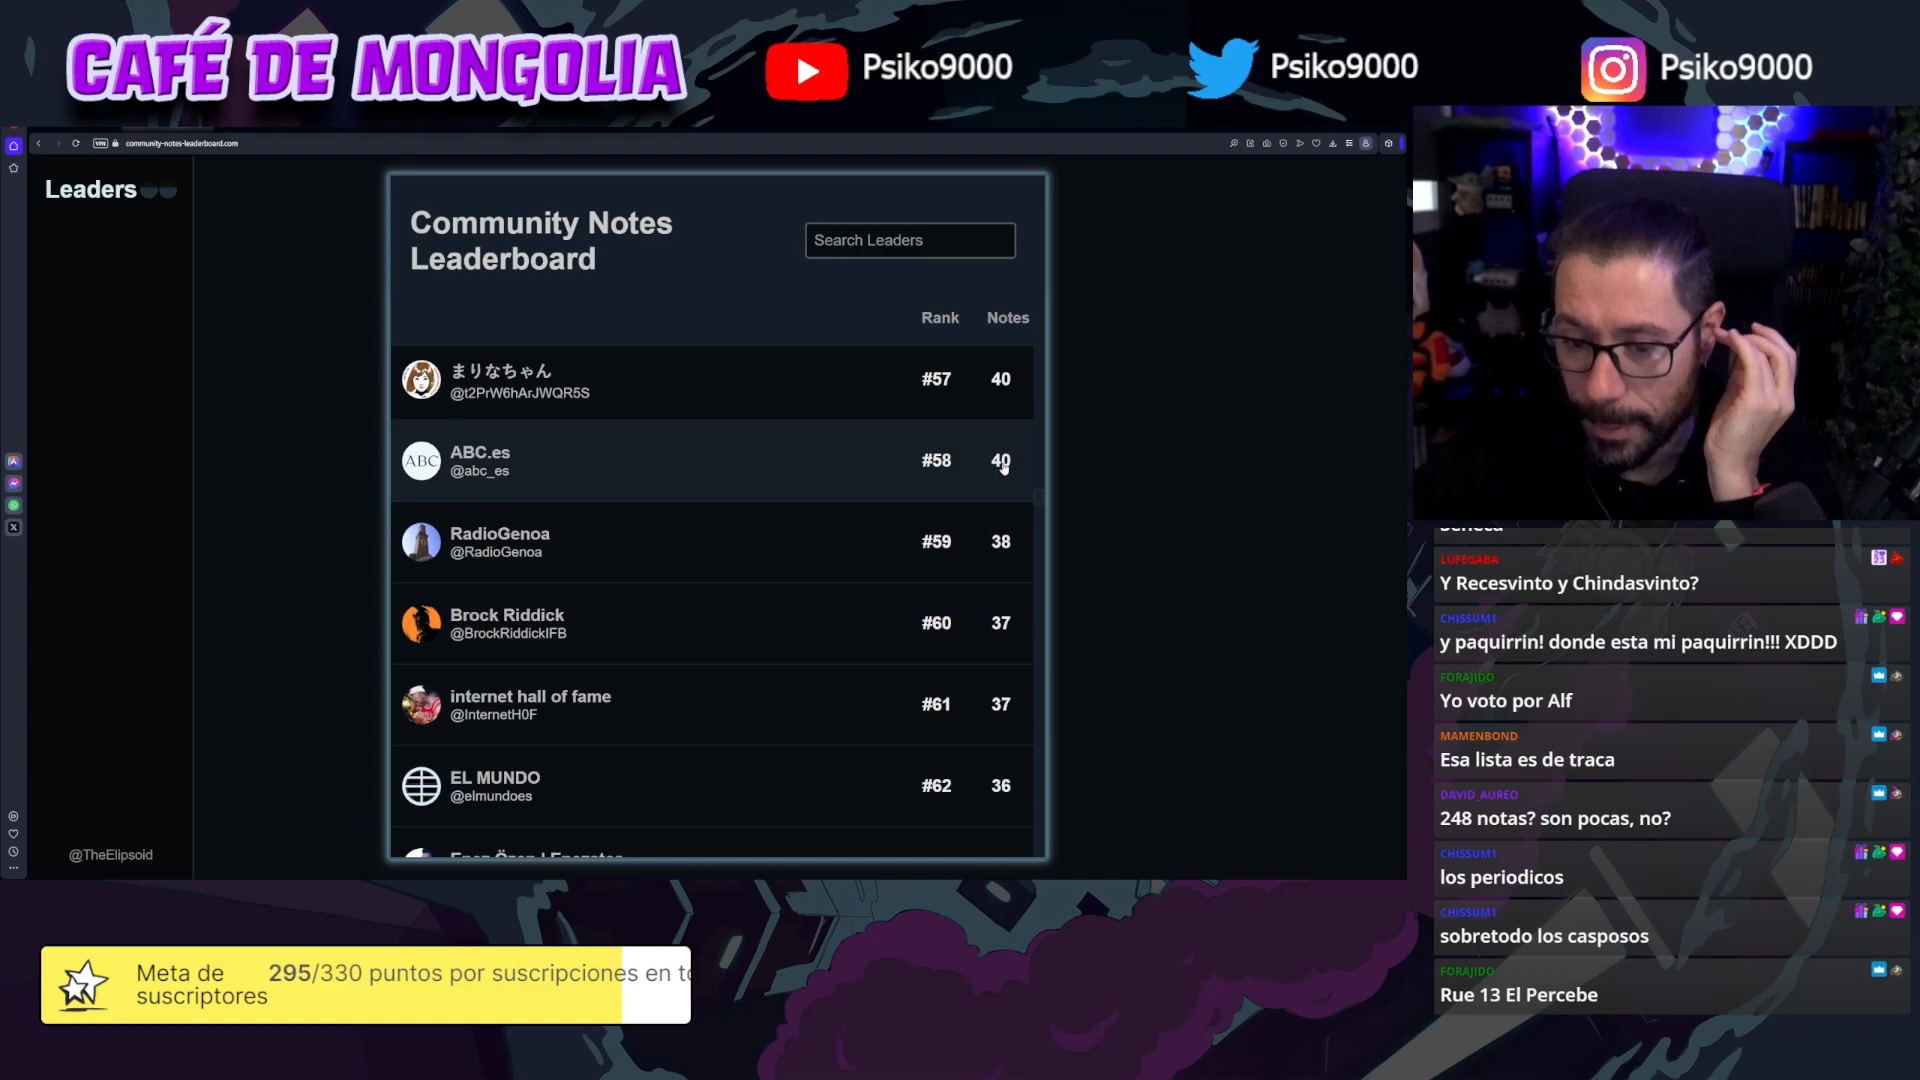 CAFÉ DE MONGOLIA
Psiko9000
Psiko9000
Psiko9000
VPN
community-notes-leaderboard.com
Leaders
Community Notes
Leaderboard
Search Leaders
Rank
Notes
まりなちゃん
@t2PrW6hArJWQR5S
#57
40
ABC
ABC.es
@abc_es
#58
40
RadioGenoa
@RadioGenoa
#59
38
Brock Riddick
@BrockRiddickIFB
#60
37
internet hall of fame
@InternetH0F
#61
37
EL MUNDO
@elmundoes
#62
36
@TheElipsoid
Meta de
suscriptores
295/330 puntos por suscripciones en to
LUFEGABA
Y Recesvinto y Chindasvinto?
CHISSUM1
y paquirrin! donde esta mi paquirrin!!! XDDD
FORAJIDO
Yo voto por Alf
MAMENBOND
Esa lista es de traca
DAVID_AUREO
248 notas? son pocas, no?
CHISSUM1
los periodicos
CHISSUM1
sobretodo los casposos
FORAJIDO
Rue 13 El Percebe